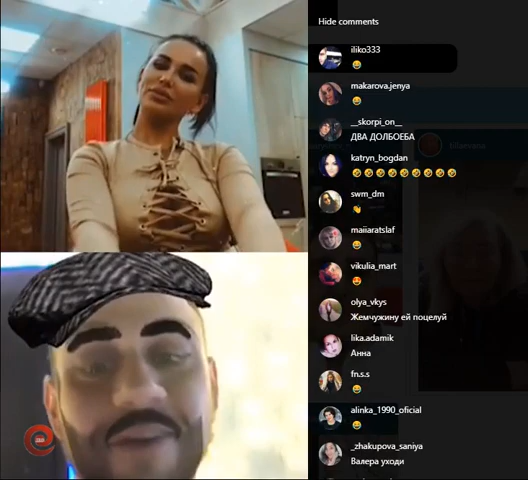 Hide comments
iliko333
😂
makarova.jenya
😂
__skorpi_on__
ДВА ДОЛБОЕБА
katryn_bogdan
🤣🤣🤣🤣🤣🤣🤣🤣🤣
swm_dm
👏
maiiaratslaf
😂
vikulia_mart
😍
olya_vkys
Жемчужину ей поцелуй
lika.adamik
Анна
fn.s.s
😂
alinka_1990_oficial
😂
_zhakupova_saniya
Валера уходи